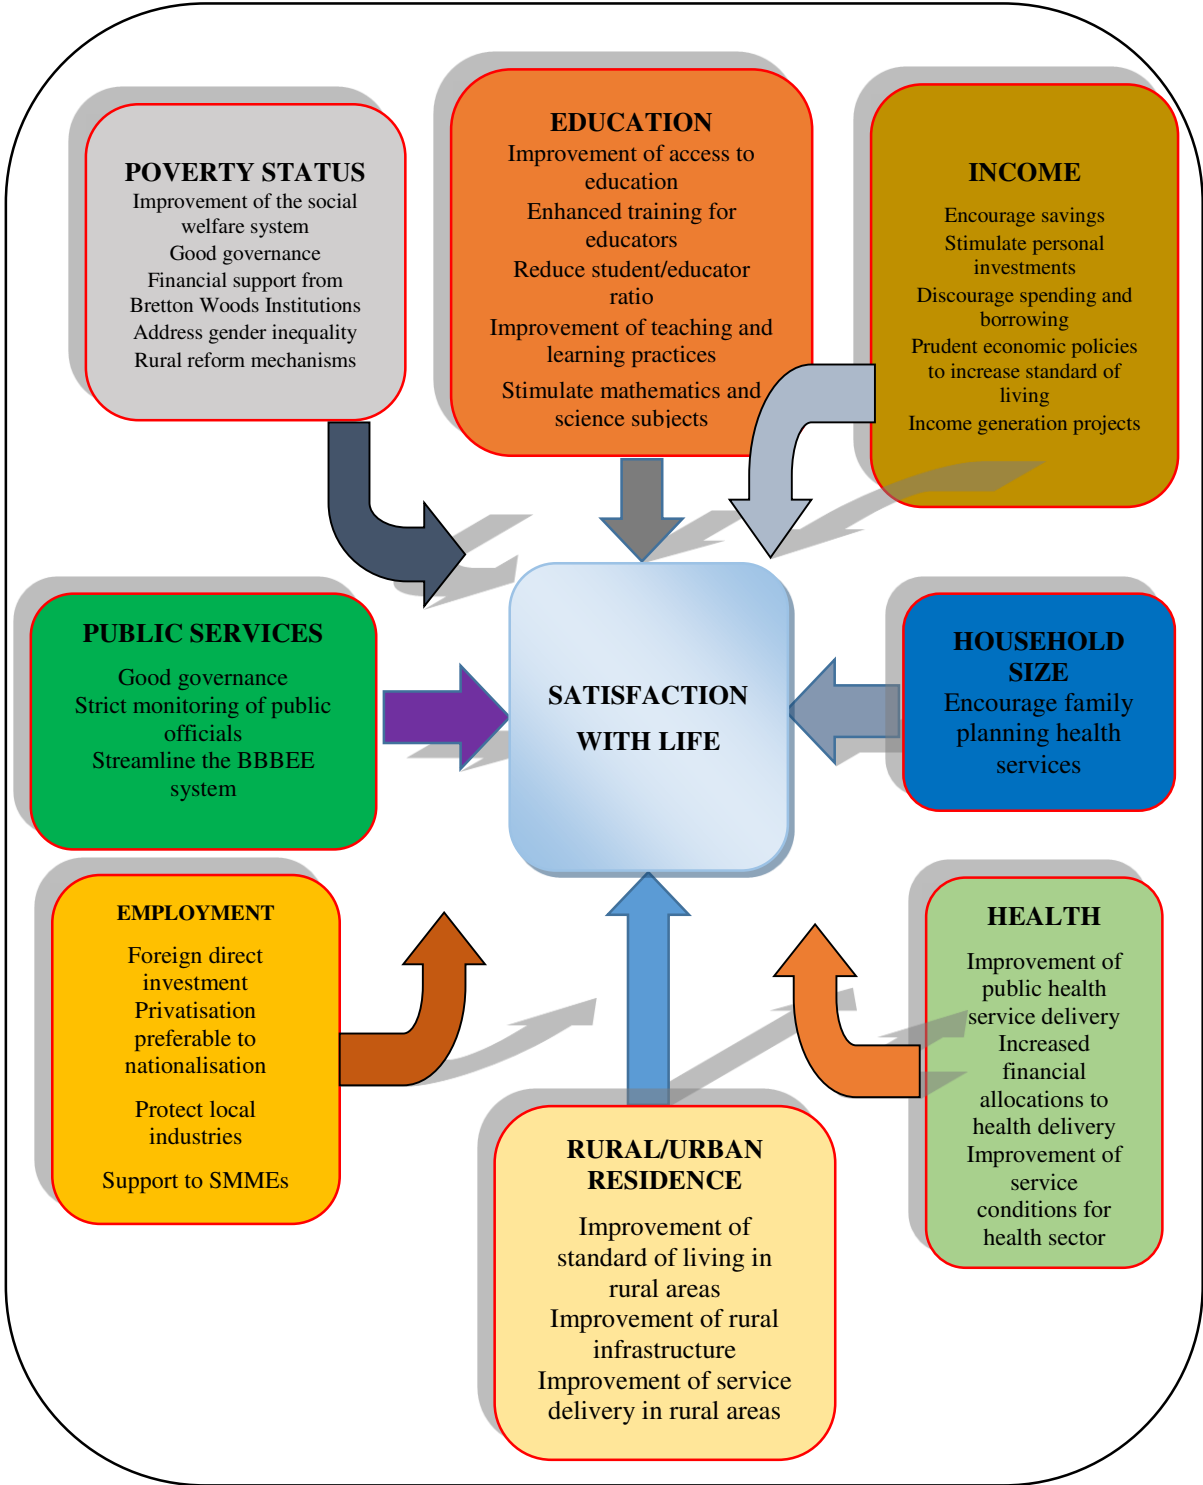 POVERTY STATUS
Improvement of the social
welfare system
Good governance
Financial support from
Bretton Woods Institutions
Address gender inequality
Rural reform mechanisms
EDUCATION
Improvement of access to
education
Enhanced training for
educators
Reduce student/educator
ratio
Improvement of teaching and
learning practices
Stimulate mathematics and
science subjects
INCOME
Encourage savings
Stimulate personal
investments
Discourage spending and
borrowing
Prudent economic policies
to increase standard of
living
Income generation projects
PUBLIC SERVICES
Good governance
Strict monitoring of public
officials
Streamline the BBBEE
system
SATISFACTION
WITH LIFE
HOUSEHOLD
SIZE
Encourage family
planning health
services
EMPLOYMENT
Foreign direct
investment
Privatisation
preferable to
nationalisation
Protect local
industries
Support to SMMEs
RURAL/URBAN
RESIDENCE
Improvement of
standard of living in
rural areas
Improvement of rural
infrastructure
Improvement of service
delivery in rural areas
HEALTH
Improvement of
public health
service delivery
Increased
financial
allocations to
health delivery
Improvement of
service
conditions for
health sector